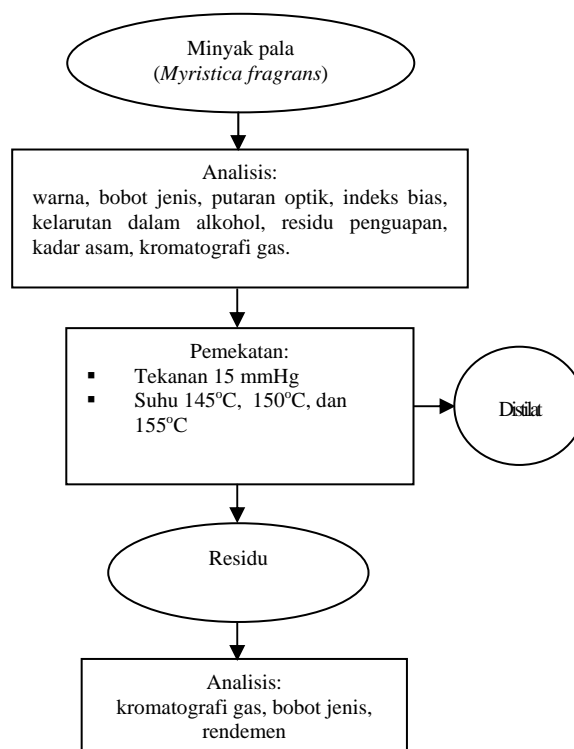 Minyak pala
(Myristica fragrans)
Analisis:
warna, bobot jenis, putaran optik, indeks bias,
kelarutan dalam alkohol, residu penguapan,
kadar asam, kromatografi gas.
Pemekatan:
▪ Tekanan 15 mmHg
▪ Suhu 145°C, 150°C, dan
155°C
Distilat
Residu
Analisis:
kromatografi gas, bobot jenis,
rendemen